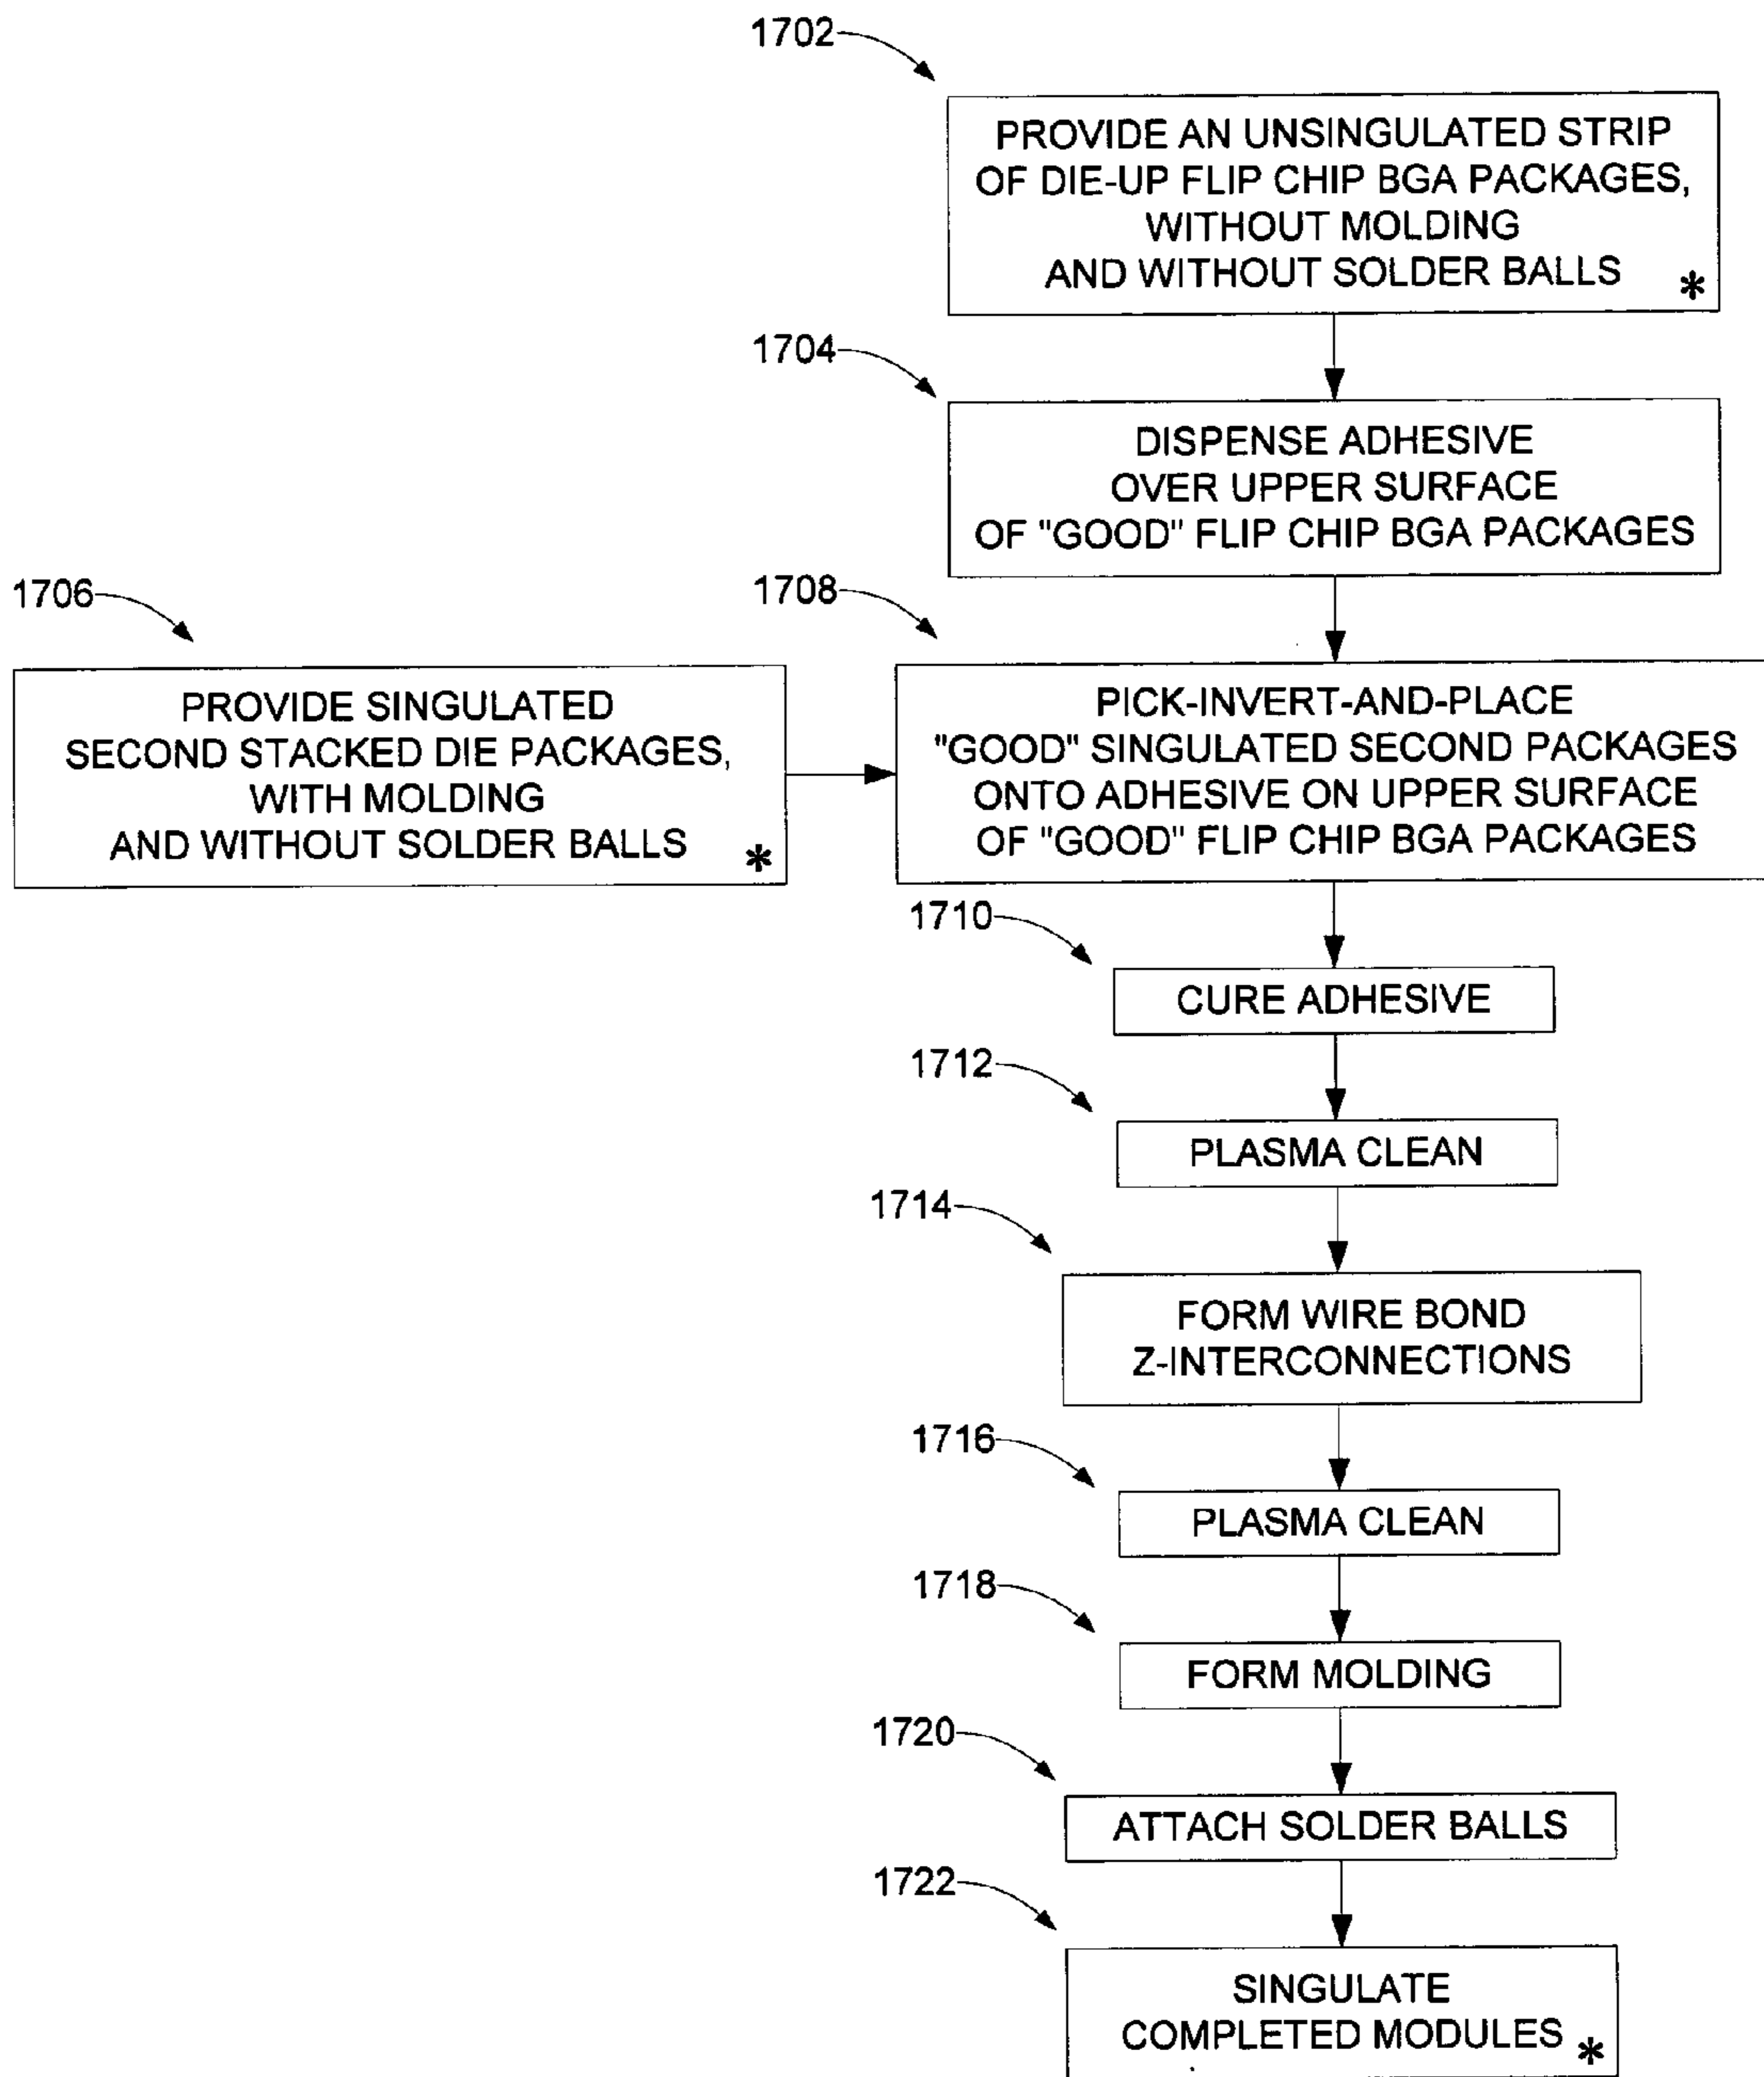 1702
PROVIDE AN UNSINGULATED STRIP
OF DIE-UP FLIP CHIP BGA PACKAGES,
WITHOUT MOLDING
AND WITHOUT SOLDER BALLS *
1704
DISPENSE ADHESIVE
OVER UPPER SURFACE
OF "GOOD" FLIP CHIP BGA PACKAGES
1706
PROVIDE SINGULATED
SECOND STACKED DIE PACKAGES,
WITH MOLDING
AND WITHOUT SOLDER BALLS *
1708
PICK-INVERT-AND-PLACE
"GOOD" SINGULATED SECOND PACKAGES
ONTO ADHESIVE ON UPPER SURFACE
OF "GOOD" FLIP CHIP BGA PACKAGES
1710
CURE ADHESIVE
1712
PLASMA CLEAN
1714
FORM WIRE BOND
Z-INTERCONNECTIONS
1716
PLASMA CLEAN
1718
FORM MOLDING
1720
ATTACH SOLDER BALLS
1722
SINGULATE
COMPLETED MODULES *